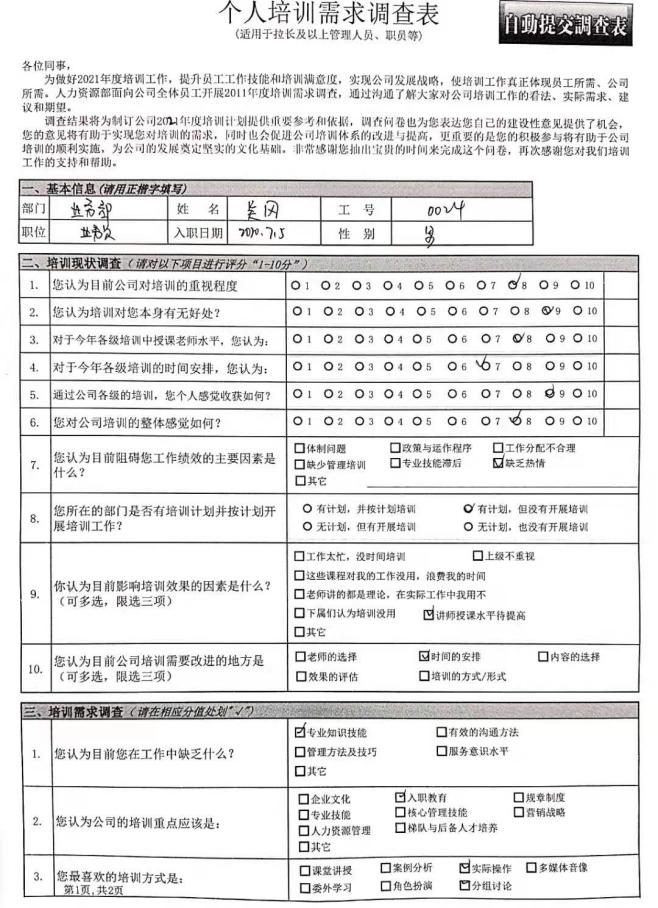 个人培训需求调查表
(适用于拉长及以上管理人员、职员等)
自动提交調查表
各位同事，
为做好2021年度培训工作，提升员工工作技能和培训满意度，实现公司发展战略，使培训工作真正体现员工所需、公司
所需。人力资源部面向公司全体员工开展2011年度培训需求调查，通过沟通了解大家对公司培训工作的看法、实际需求、建
议和期望。
调查结果将为制订公司2021年度培训计划提供重要参考和依据，调查问卷也为您表达您自己的建设性意见提供了机会，
您的意见将有助于实现您对培训的需求，同时也会促进公司培训体系的改进与提高，更重要的是您的积极参与将有助于公司
培训的顺利实施，为公司的发展奠定坚实的文化基础。非常感谢您抽出宝贵的时间来完成这个问卷，再次感谢您对我们培训
工作的支持和帮助。
一、基本信息(请用正楷字填写)
部门 业务部 姓 名 工 号 0024
职位 业务员 入职日期 2020.7.15 性 别 男
二、培训现状调查（请对以下项目进行评分“1-10分”）
1. 您认为目前公司对培训的重视程度 1 2 3 4 5 6 7 8 9 10
2. 您认为培训对您本身有无好处? 1 2 3 4 5 6 7 8 9 10
3. 对于今年各级培训中授课老师水平，您认为: 1 2 3 4 5 6 7 8 9 10
4. 对于今年各级培训的时间安排，您认为: 1 2 3 4 5 6 7 8 9 10
5. 通过公司各级的培训，您个人感觉收获如何? 1 2 3 4 5 6 7 8 9 10
6. 您对公司培训的整体感觉如何? 1 2 3 4 5 6 7 8 9 10
7. 您认为目前阻碍您工作绩效的主要因素是
什么?
体制问题 政策与运作程序 工作分配不合理
缺少管理培训 专业技能滞后 缺乏热情
其它
8. 您所在的部门是否有培训计划并按计划开
展培训工作?
有计划，并按计划培训 有计划，但没有开展培训
无计划，但有开展培训 无计划，也没有开展培训
9. 你认为目前影响培训效果的因素是什么?
(可多选，限选三项)
工作太忙，没时间培训 上级不重视
这些课程对我的工作没用，浪费我的时间
老师讲的都是理论，在实际工作中我用不
下属们认为培训没用 讲师授课水平待提高
其它
10. 您认为目前公司培训需要改进的地方是
(可多选，限选三项)
老师的选择 时间的安排 内容的选择
效果的评估 培训的方式/形式
三、培训需求调查（请在相应分值处划“√”）
1. 您认为目前您在工作中缺乏什么?
专业知识技能 有效的沟通方法
管理方法及技巧 服务意识水平
其它
2. 您认为公司的培训重点应该是:
企业文化 入职教育 规章制度
专业技能 核心管理技能 营销战略
人力资源管理 梯队与后备人才培养
其它
3. 您最喜欢的培训方式是:
课堂讲授 案例分析 实际操作 多媒体音像
委外学习 角色扮演 分组讨论
第1页,共2页